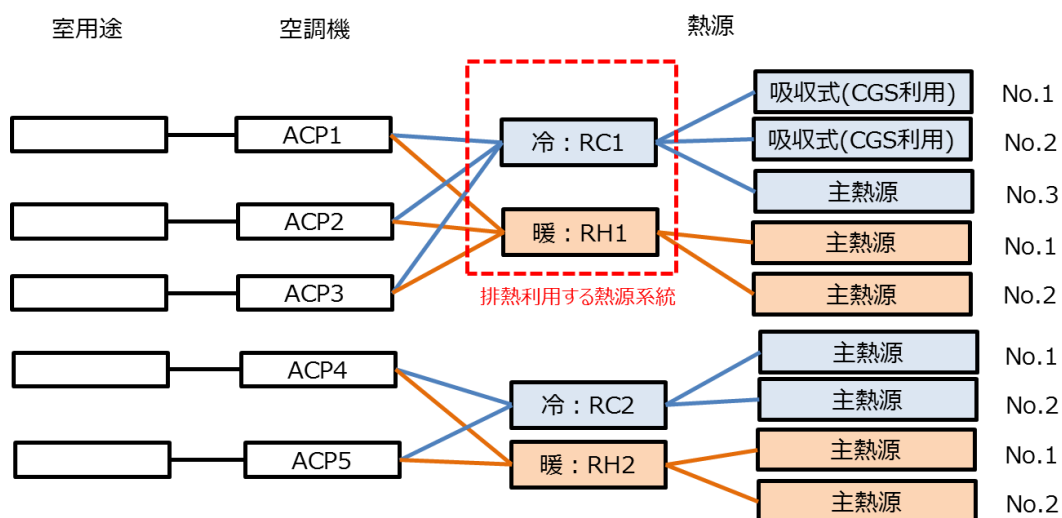 室用途 空調機 熱源
吸収式(CGS利用) No.1
ACP1 冷：RC1 吸収式(CGS利用) No.2
主熱源 No.3
ACP2 暖：RH1 主熱源 No.1
ACP3 主熱源 No.2
排熱利用する熱源系統
主熱源 No.1
ACP4 冷：RC2 主熱源 No.2
ACP5 暖：RH2 主熱源 No.1
主熱源 No.2